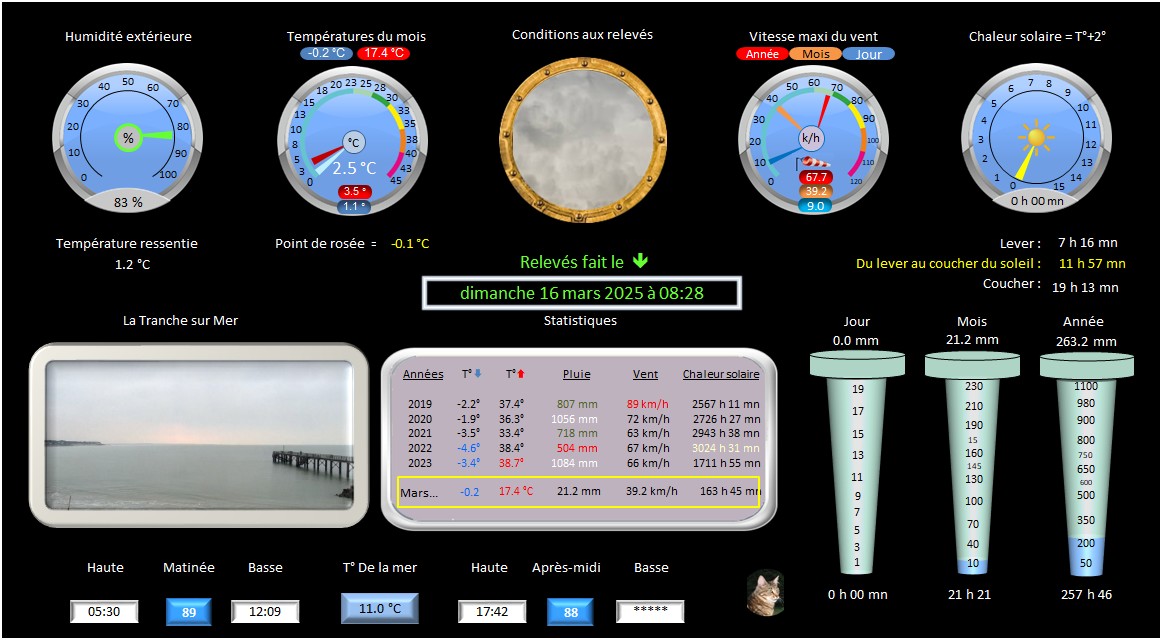 Humidité extérieure
Températures du mois
Conditions aux relevés
Vitesse maxi du vent
Chaleur solaire = T°+2°
-0.2 °C 17.4 °C
Année Mois Jour
0 10 20 30 40 50 60 70 80 90 100
%
83 %
0 3 5 8 10 13 15 18 20 23 25 28 30 33 35 38 40 43 45
°C
2.5 °C
3.5 °
1.1 °
0 10 20 30 40 50 60 70 80 90 100 110 120
k/h
67.7
39.2
9.0
0 1 2 3 4 5 6 7 8 9 10 11 12 13 14 15
0 h 00 mn
Température ressentie
1.2 °C
Point de rosée = -0.1 °C
Relevés fait le
dimanche 16 mars 2025 à 08:28
Lever : 7 h 16 mn
Du lever au coucher du soleil : 11 h 57 mn
Coucher : 19 h 13 mn
La Tranche sur Mer
Statistiques
Années T° T° Pluie Vent Chaleur solaire
2019 -2.2° 37.4° 807 mm 89 km/h 2567 h 11 mn
2020 -1.9° 36.3° 1056 mm 72 km/h 2726 h 27 mn
2021 -3.5° 33.4° 718 mm 63 km/h 2943 h 38 mn
2022 -4.6° 38.4° 504 mm 67 km/h 3024 h 31 mn
2023 -3.4° 38.7° 1084 mm 66 km/h 1711 h 55 mn
Mars... -0.2 17.4 °C 21.2 mm 39.2 km/h 163 h 45 mn
Jour
0.0 mm
19
17
15
13
11
9
7
5
3
1
0 h 00 mn
Mois
21.2 mm
230
210
190
15
160
145
130
100
70
40
10
21 h 21
Année
263.2 mm
1100
980
900
800
750
650
600
500
350
200
50
257 h 46
Haute Matinée Basse T° De la mer Haute Après-midi Basse
05:30 89 12:09 11.0 °C 17:42 88 *****